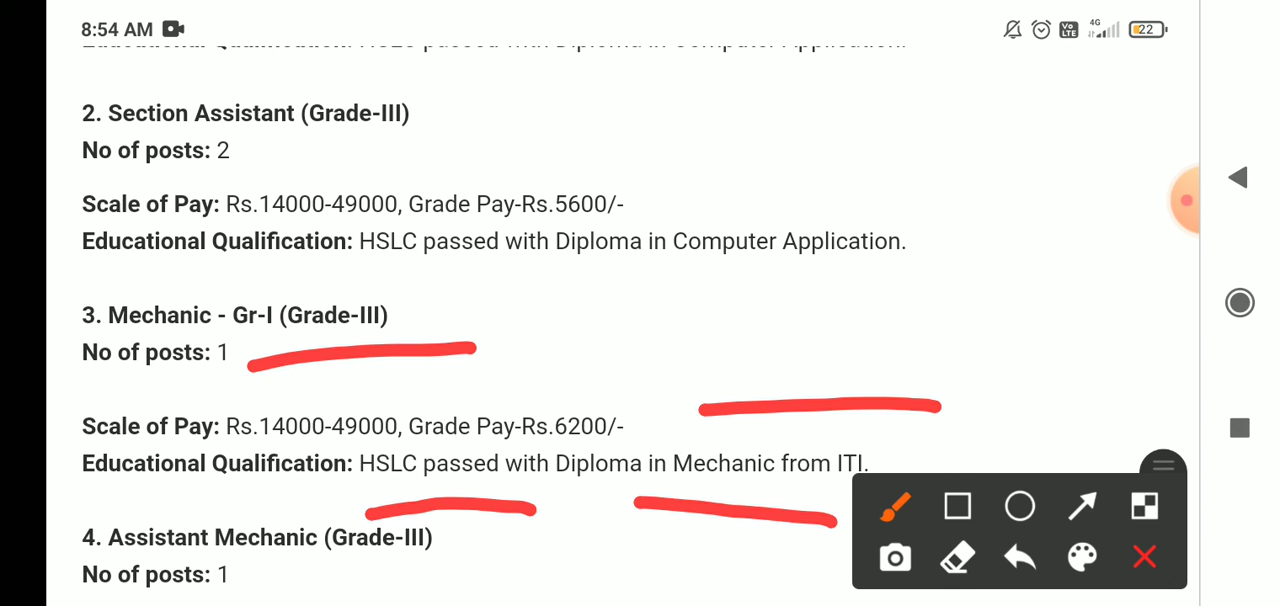 8:54 AM
Vo LTE
4G
22
2. Section Assistant (Grade-III)
No of posts: 2
Scale of Pay: Rs.14000-49000, Grade Pay-Rs.5600/-
Educational Qualification: HSLC passed with Diploma in Computer Application.
3. Mechanic - Gr-I (Grade-III)
No of posts: 1
Scale of Pay: Rs.14000-49000, Grade Pay-Rs.6200/-
Educational Qualification: HSLC passed with Diploma in Mechanic from ITI.
4. Assistant Mechanic (Grade-III)
No of posts: 1